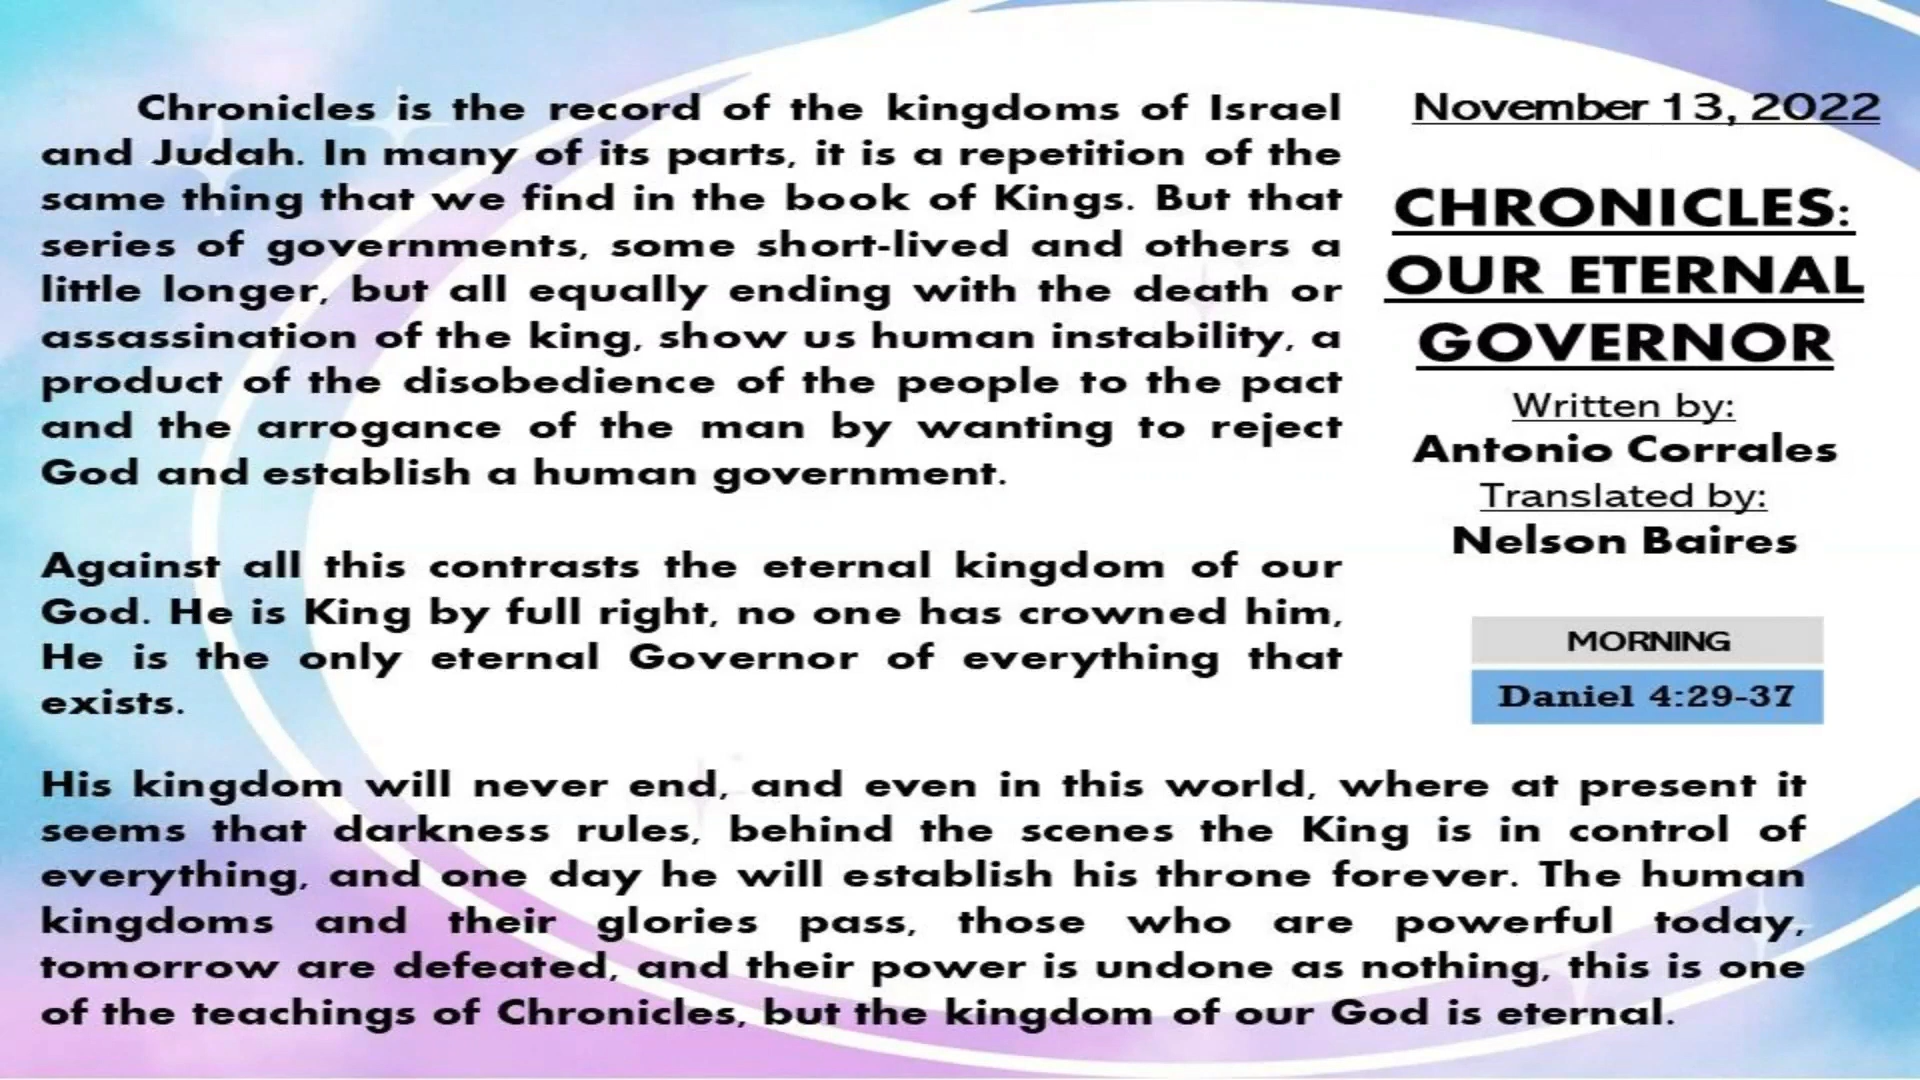 November 13, 2022
CHRONICLES:
OUR ETERNAL
GOVERNOR
Written by:
Antonio Corrales
Translated by:
Nelson Baires
MORNING
Daniel 4:29-37
Chronicles is the record of the kingdoms of Israel
and Judah. In many of its parts, it is a repetition of the
same thing that we find in the book of Kings. But that
series of governments, some short-lived and others a
little longer, but all equally ending with the death or
assassination of the king, show us human instability, a
product of the disobedience of the people to the pact
and the arrogance of the man by wanting to reject
God and establish a human government.
Against all this contrasts the eternal kingdom of our
God. He is King by full right, no one has crowned him,
He is the only eternal Governor of everything that
exists.
His kingdom will never end, and even in this world, where at present it
seems that darkness rules, behind the scenes the King is in control of
everything, and one day he will establish his throne forever. The human
kingdoms and their glories pass, those who are powerful today,
tomorrow are defeated, and their power is undone as nothing, this is one
of the teachings of Chronicles, but the kingdom of our God is eternal.